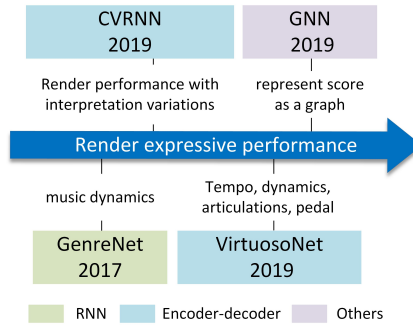 CVRNN
2019
GNN
2019
Render performance with
interpretation variations
represent score
as a graph
Render expressive performance
music dynamics
Tempo, dynamics,
articulations, pedal
GenreNet
2017
VirtuosoNet
2019
RNN
Encoder-decoder
Others